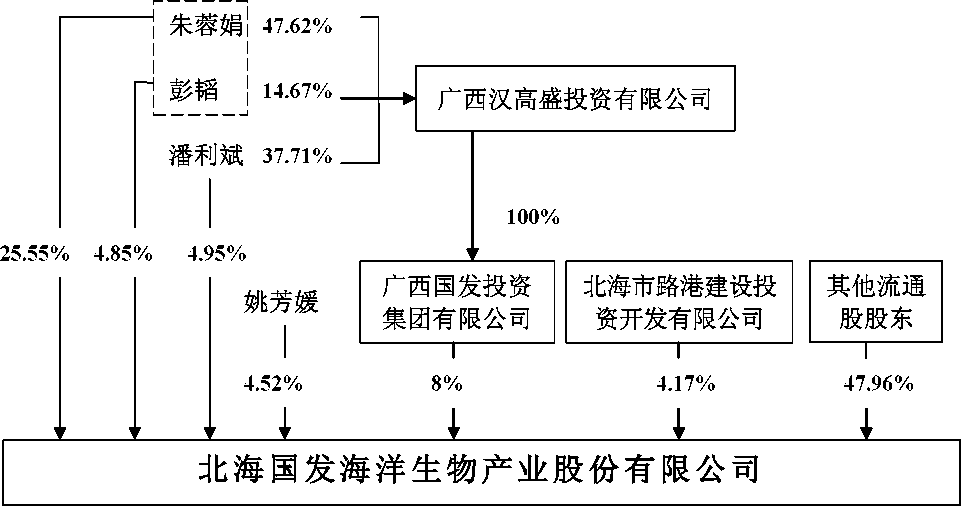 朱蓉娟 47.62%
彭韬 14.67%
广西汉高盛投资有限公司
潘利斌 37.71%
100%
25.55% 4.85% 4.95%
姚芳媛
广西国发投资
集团有限公司
北海市路港建设投
资开发有限公司
其他流通
股股东
4.52% 8% 4.17% 47.96%
北海国发海洋生物产业股份有限公司